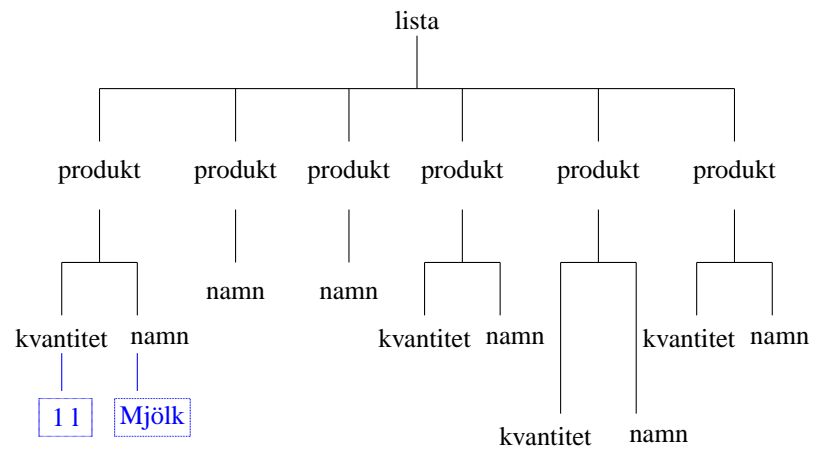 lista
produkt produkt produkt produkt produkt produkt
namn namn
kvantitet namn kvantitet namn kvantitet namn
1 l Mjölk
kvantitet namn